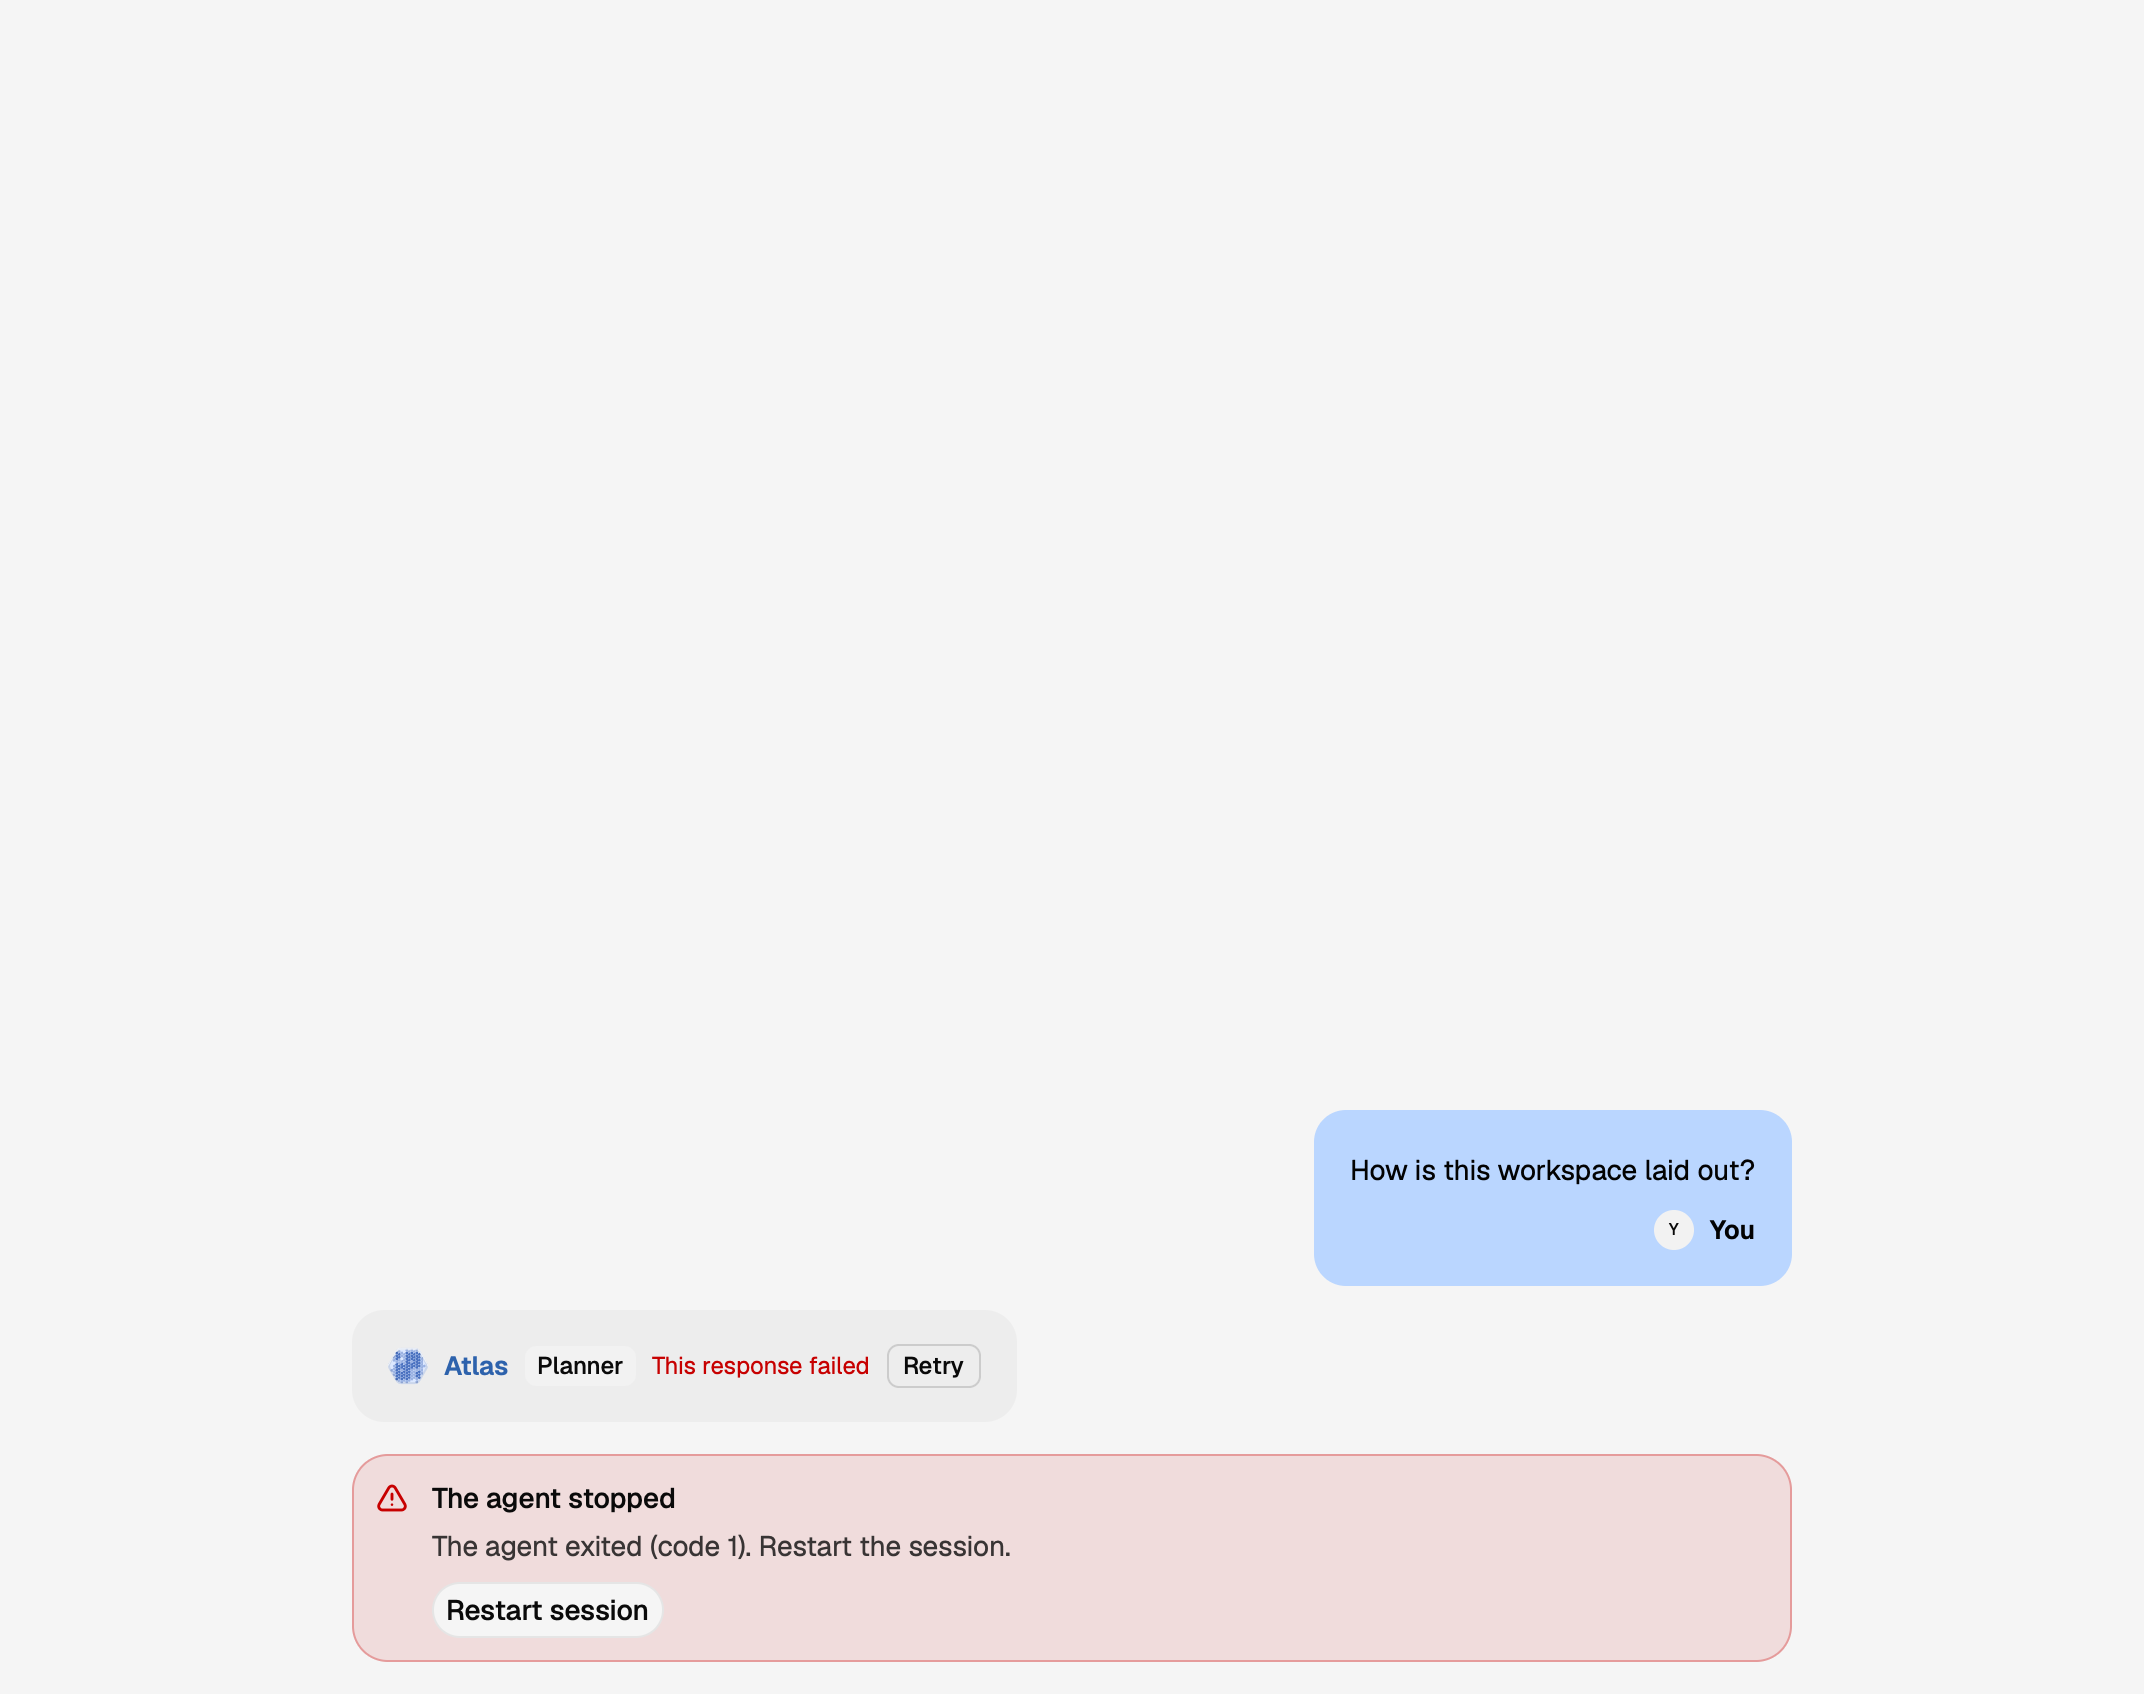 How is this workspace laid out?
Y You
Atlas Planner This response failed Retry
The agent stopped
The agent exited (code 1). Restart the session.
Restart session